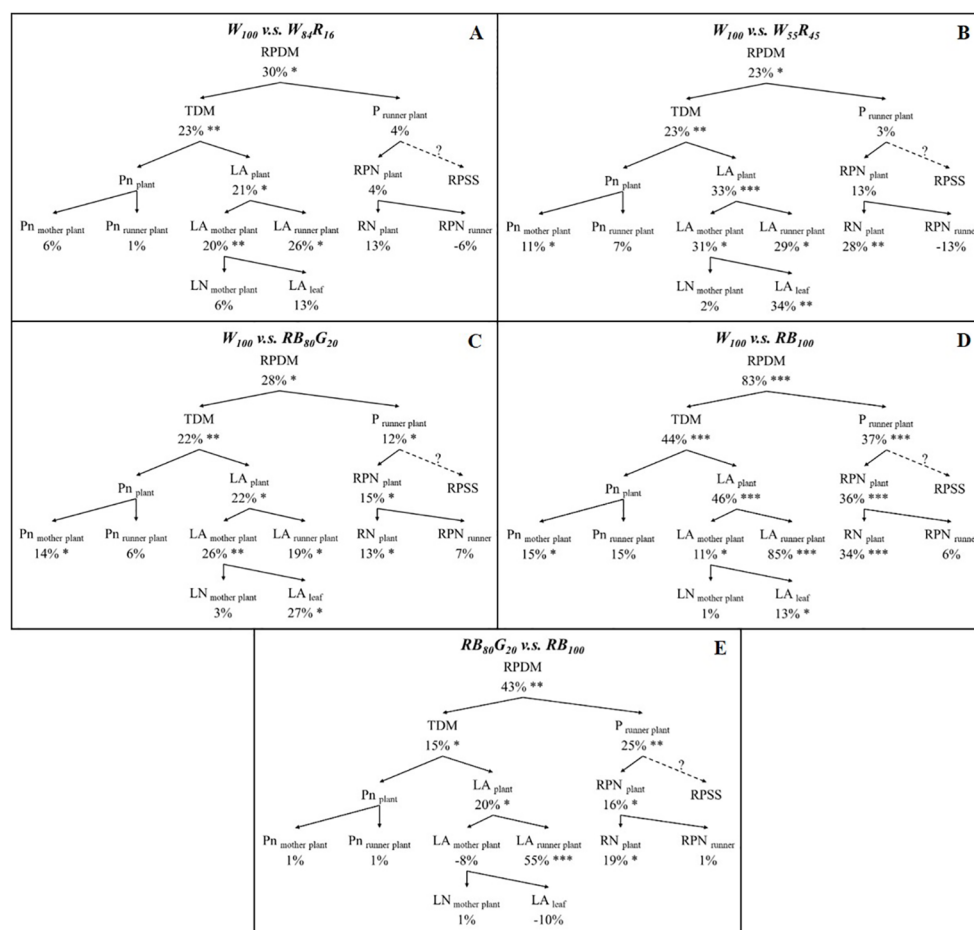 W100 v.s. W84R16 A
RPDM
30% *
TDM P runner plant
23% ** 4%
?
Pn plant LA plant RPN plant RPSS
21% * 4%
Pn mother plant Pn runner plant LA mother plant LA runner plant RN plant RPN runner
6% 1% 20% ** 26% * 13% -6%
LN mother plant LA leaf
6% 13%
W100 v.s. W55R45 B
RPDM
23% *
TDM P runner plant
23% ** 3%
?
Pn plant LA plant RPN plant RPSS
33% *** 13%
Pn mother plant Pn runner plant LA mother plant LA runner plant RN plant RPN runner
11% * 7% 31% * 29% * 28% ** -13%
LN mother plant LA leaf
2% 34% **
W100 v.s. RB80G20 C
RPDM
28% *
TDM P runner plant
22% ** 12% *
?
Pn plant LA plant RPN plant RPSS
22% * 15% *
Pn mother plant Pn runner plant LA mother plant LA runner plant RN plant RPN runner
14% * 6% 26% ** 19% * 13% * 7%
LN mother plant LA leaf
3% 27% *
W100 v.s. RB100 D
RPDM
83% ***
TDM P runner plant
44% *** 37% ***
?
Pn plant LA plant RPN plant RPSS
46% *** 36% ***
Pn mother plant Pn runner plant LA mother plant LA runner plant RN plant RPN runner
15% * 15% 11% * 85% *** 34% *** 6%
LN mother plant LA leaf
1% 13% *
RB80G20 v.s. RB100 E
RPDM
43% **
TDM P runner plant
15% * 25% **
?
Pn plant LA plant RPN plant RPSS
20% * 16% *
Pn mother plant Pn runner plant LA mother plant LA runner plant RN plant RPN runner
1% 1% -8% 55% *** 19% * 1%
LN mother plant LA leaf
1% -10%